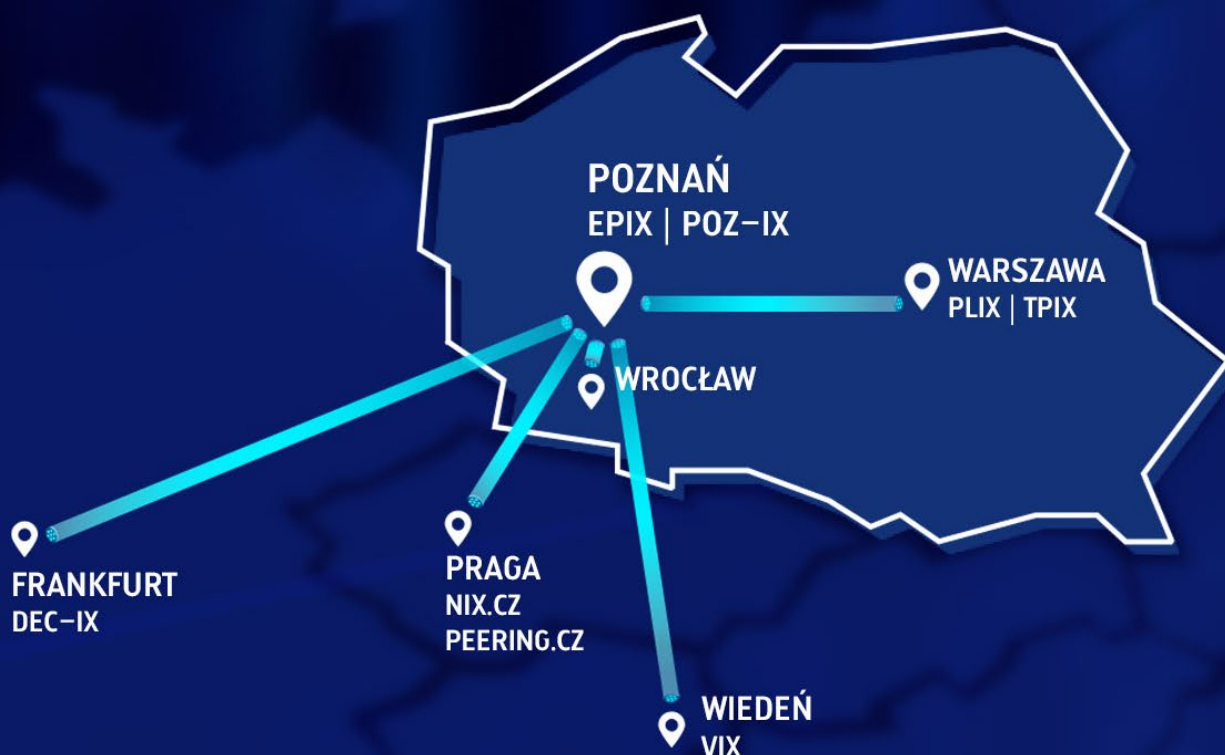 POZNAŃ
EPIX | POZ-IX
WARSZAWA
PLIX | TPIX
WROCŁAW
FRANKFURT
DEC-IX
PRAGA
NIX.CZ
PEERING.CZ
WIEDEŃ
VIX